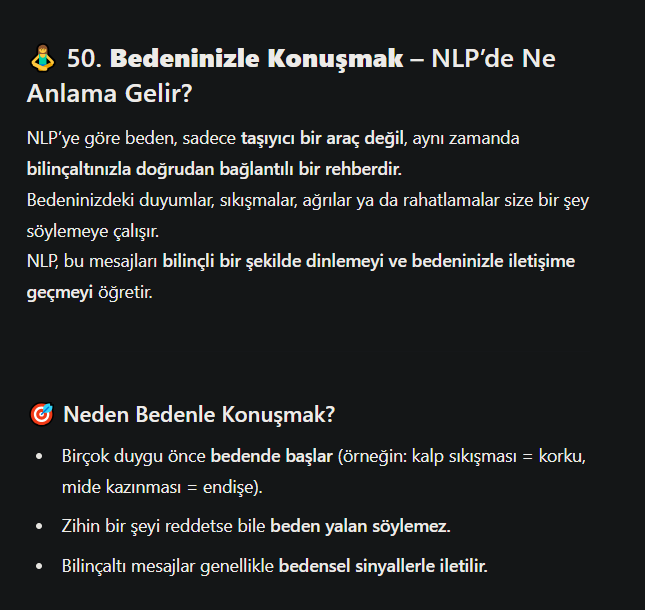 🧘‍♂️ 50. Bedeninizle Konuşmak – NLP’de Ne
Anlama Gelir?
NLP’ye göre beden, sadece taşıyıcı bir araç değil, aynı zamanda
bilinçaltınızla doğrudan bağlantılı bir rehberdir.
Bedeninizdeki duyumlar, sıkışmalar, ağrılar ya da rahatlamalar size bir şey
söylemeye çalışır.
NLP, bu mesajları bilinçli bir şekilde dinlemeyi ve bedeninizle iletişime
geçmeyi öğretir.
🎯 Neden Bedenle Konuşmak?
• Birçok duygu önce bedende başlar (örneğin: kalp sıkışması = korku,
mide kazınması = endişe).
• Zihin bir şeyi reddetse bile beden yalan söylemez.
• Bilinçaltı mesajlar genellikle bedensel sinyallerle iletilir.